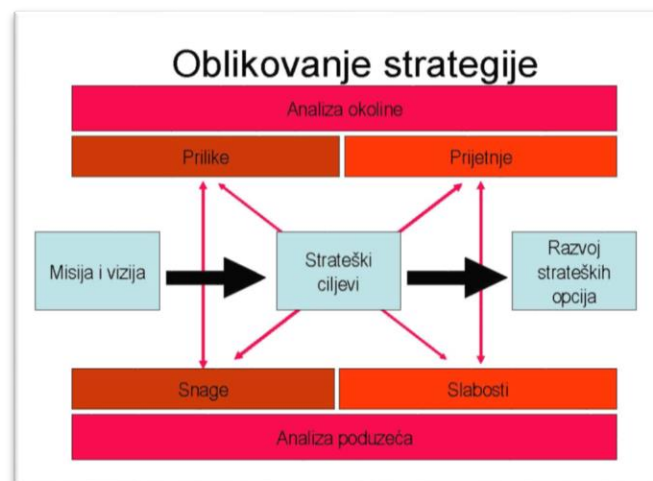 Oblikovanje strategije
Analiza okoline
Prilike
Prijetnje
Misija i vizija
Strateški
ciljevi
Razvoj
strateških
opcija
Snage
Slabosti
Analiza poduzeća